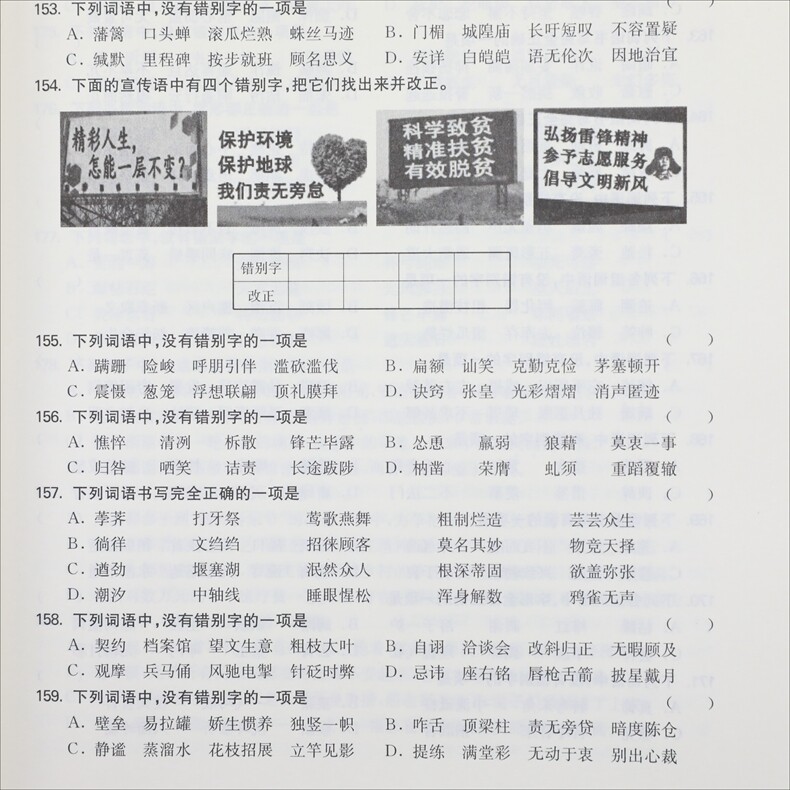 153. 下列词语中,没有错别字的一项是
A. 藩篱 口头蝉 滚瓜烂熟 蛛丝马迹 B. 门楣 城隍庙 长吁短叹 不容置疑
C. 缄默 里程碑 按步就班 顾名思义 D. 安详 白皑皑 语无伦次 因地治宜
154. 下面的宣传语中有四个错别字,把它们找出来并改正。
精彩人生,
怎能一层不变?
保护环境
保护地球
我们责无旁怠
科学致贫
精准扶贫
有效脱贫
弘扬雷锋精神
参予志愿服务
倡导文明新风
错别字
改正
155. 下列词语中,没有错别字的一项是 ( )
A. 蹒跚 险峻 呼朋引伴 滥砍滥伐 B. 扁额 讪笑 克勤克俭 茅塞顿开
C. 震慑 葱笼 浮想联翩 顶礼膜拜 D. 诀窍 张皇 光彩熠熠 消声匿迹
156. 下列词语中,没有错别字的一项是 ( )
A. 憔悴 清冽 柝散 锋芒毕露 B. 怂恿 羸弱 狼藉 莫衷一事
C. 归咎 哂笑 诘责 长途跋陟 D. 枘凿 荣膺 虬须 重蹈覆辙
157. 下列词语书写完全正确的一项是 ( )
A. 荸荠 打牙祭 莺歌燕舞 粗制烂造 芸芸众生
B. 徜徉 文绉绉 招徕顾客 莫名其妙 物竞天择
C. 遒劲 堰塞湖 泯然众人 根深蒂固 欲盖弥张
D. 潮汐 中轴线 睡眼惺松 浑身解数 鸦雀无声
158. 下列词语中,没有错别字的一项是 ( )
A. 契约 档案馆 望文生意 粗枝大叶 B. 自诩 洽谈会 改斜归正 无暇顾及
C. 观摩 兵马俑 风驰电掣 针砭时弊 D. 忌讳 座右铭 唇枪舌箭 披星戴月
159. 下列词语中,没有错别字的一项是 ( )
A. 壁垒 易拉罐 娇生惯养 独竖一帜 B. 咋舌 顶梁柱 责无旁贷 暗度陈仓
C. 静谧 蒸溜水 花枝招展 立竿见影 D. 提练 满堂彩 无动于衷 别出心裁